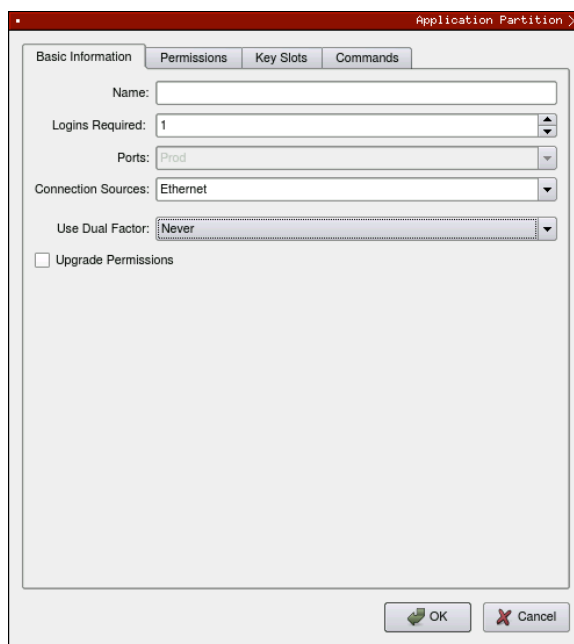 Application Partition
Basic Information Permissions Key Slots Commands
Name:
Logins Required: 1
Ports: Prod
Connection Sources: Ethernet
Use Dual Factor: Never
Upgrade Permissions
OK Cancel